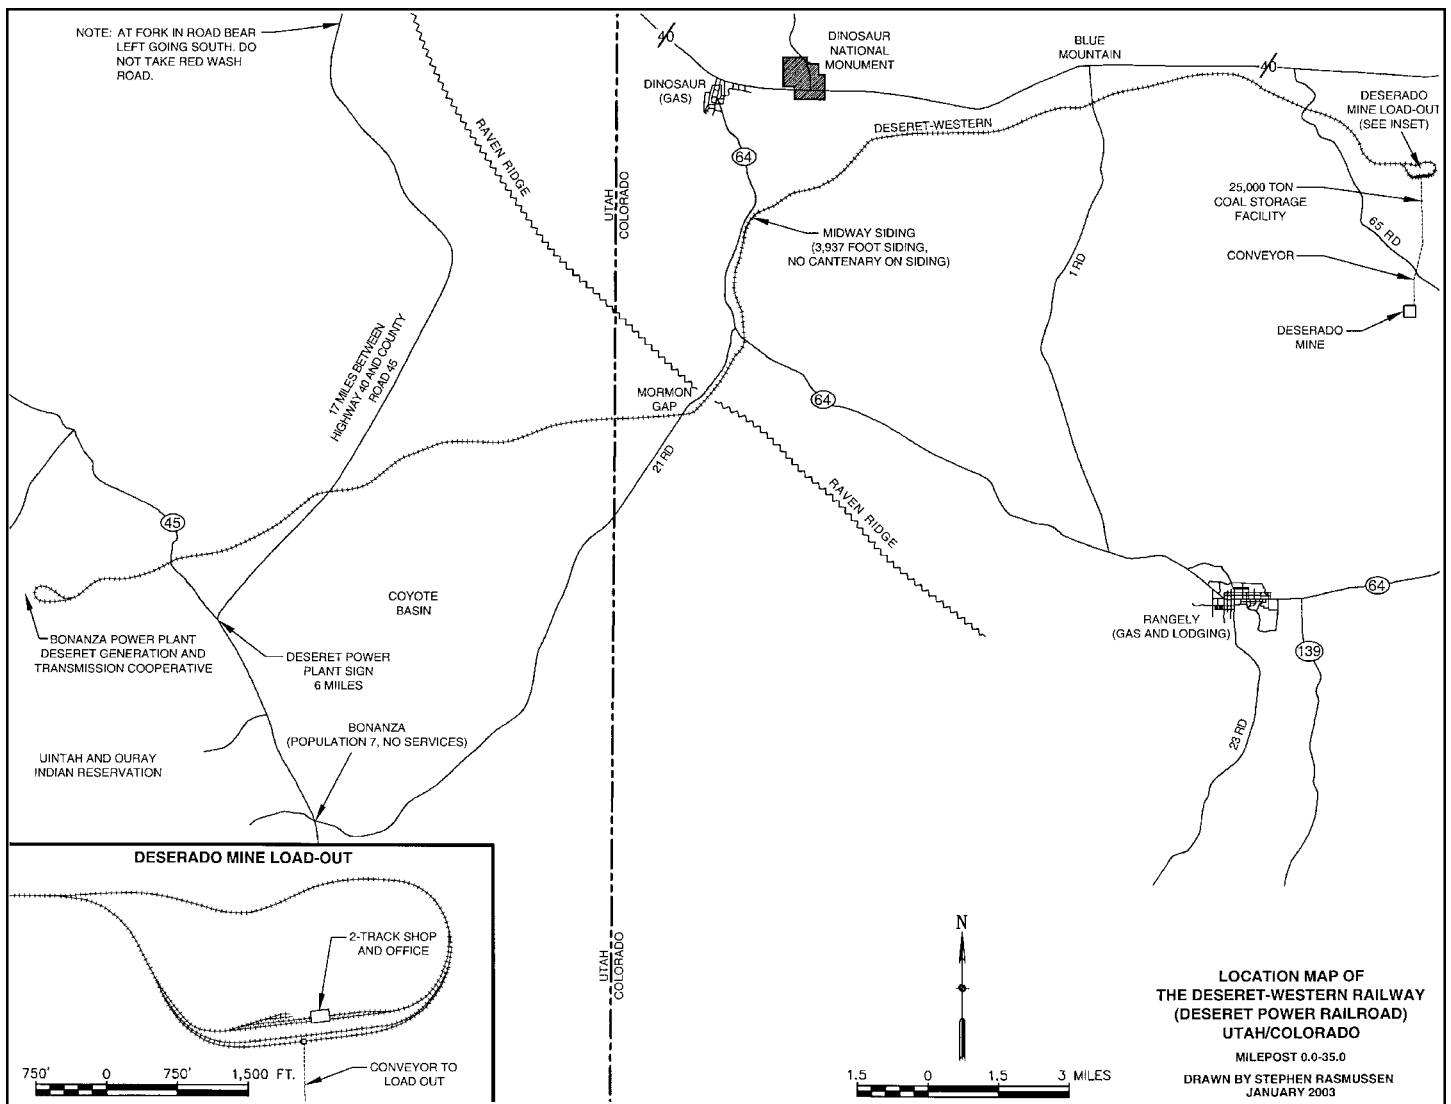 NOTE: AT FORK IN ROAD BEAR
LEFT GOING SOUTH. DO
NOT TAKE RED WASH
ROAD.
40
DINOSAUR
NATIONAL
MONUMENT
BLUE
MOUNTAIN
40
DINOSAUR
(GAS)
DESERADO
MINE LOAD-OUT
(SEE INSET)
RAVEN RIDGE
DESERET-WESTERN
64
UTAH
COLORADO
25,000 TON
COAL STORAGE
FACILITY
MIDWAY SIDING
(3,937 FOOT SIDING,
NO CANTENARY ON SIDING)
65 RD
CONVEYOR
1 RD
DESERADO
MINE
17 MILES BETWEEN
HIGHWAY 40 AND COUNTY
ROAD 45
MORMON
GAP
64
21 RD
RAVEN RIDGE
45
COYOTE
BASIN
64
RANGELY
(GAS AND LODGING)
BONANZA POWER PLANT
DESERET GENERATION AND
TRANSMISSION COOPERATIVE
DESERET POWER
PLANT SIGN
6 MILES
139
BONANZA
(POPULATION 7, NO SERVICES)
23 RD
UINTAH AND OURAY
INDIAN RESERVATION
DESERADO MINE LOAD-OUT
2-TRACK SHOP
AND OFFICE
CONVEYOR TO
LOAD OUT
750' 0 750' 1,500 FT.
UTAH
COLORADO
N
1.5 0 1.5 3 MILES
LOCATION MAP OF
THE DESERET-WESTERN RAILWAY
(DESERET POWER RAILROAD)
UTAH/COLORADO
MILEPOST 0.0-35.0
DRAWN BY STEPHEN RASMUSSEN
JANUARY 2003